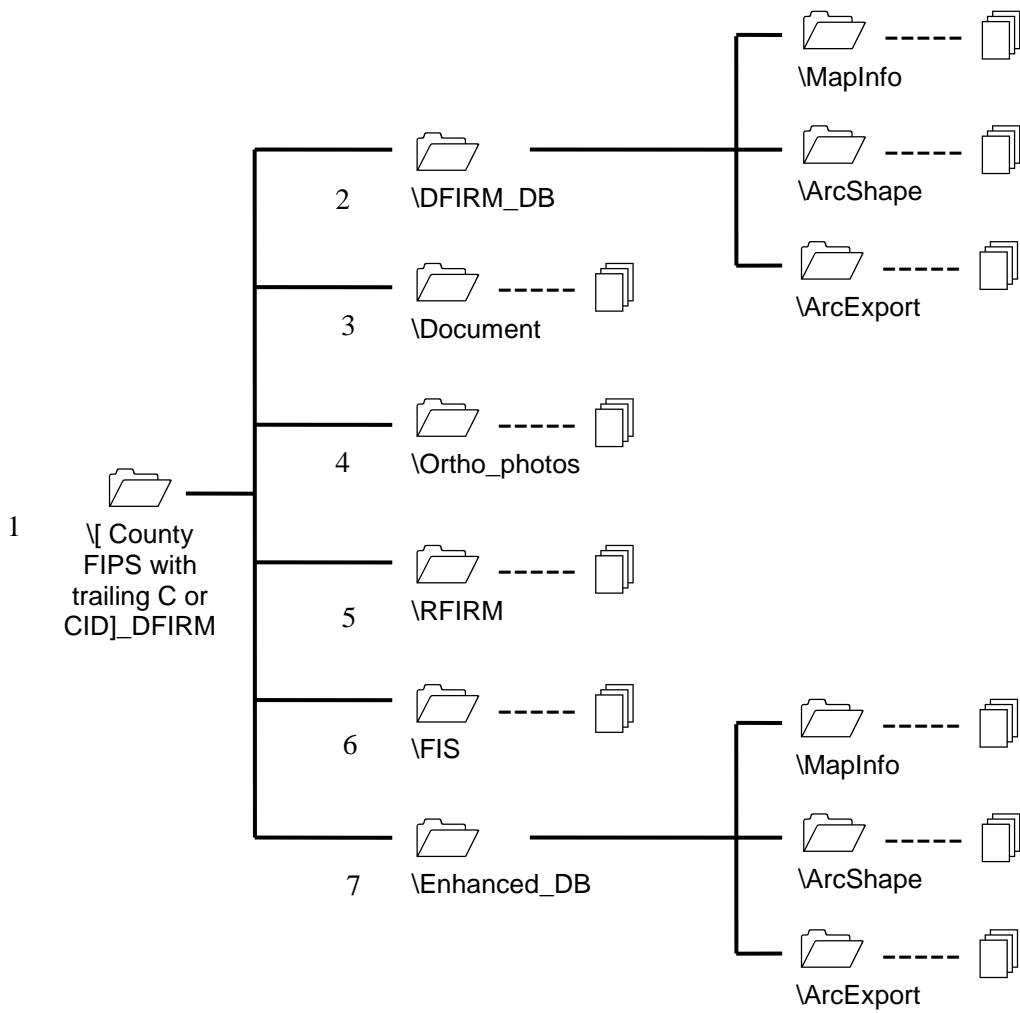 \MapInfo
\ArcShape
\ArcExport
2
\DFIRM_DB
3
\Document
4
\Ortho_photos
1
\[ County
FIPS with
trailing C or
CID]_DFIRM
5
\RFIRM
6
\FIS
7
\Enhanced_DB
\MapInfo
\ArcShape
\ArcExport